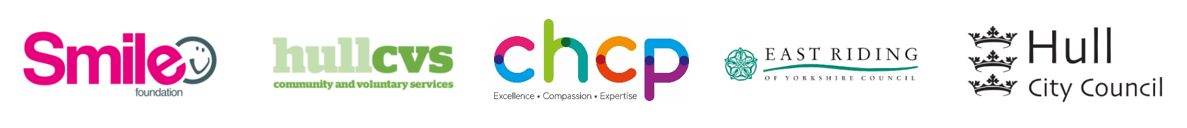 Smile
foundation
hullcvs
community and voluntary services
chcp
Excellence • Compassion • Expertise
EAST RIDING
OF YORKSHIRE COUNCIL
Hull
City Council